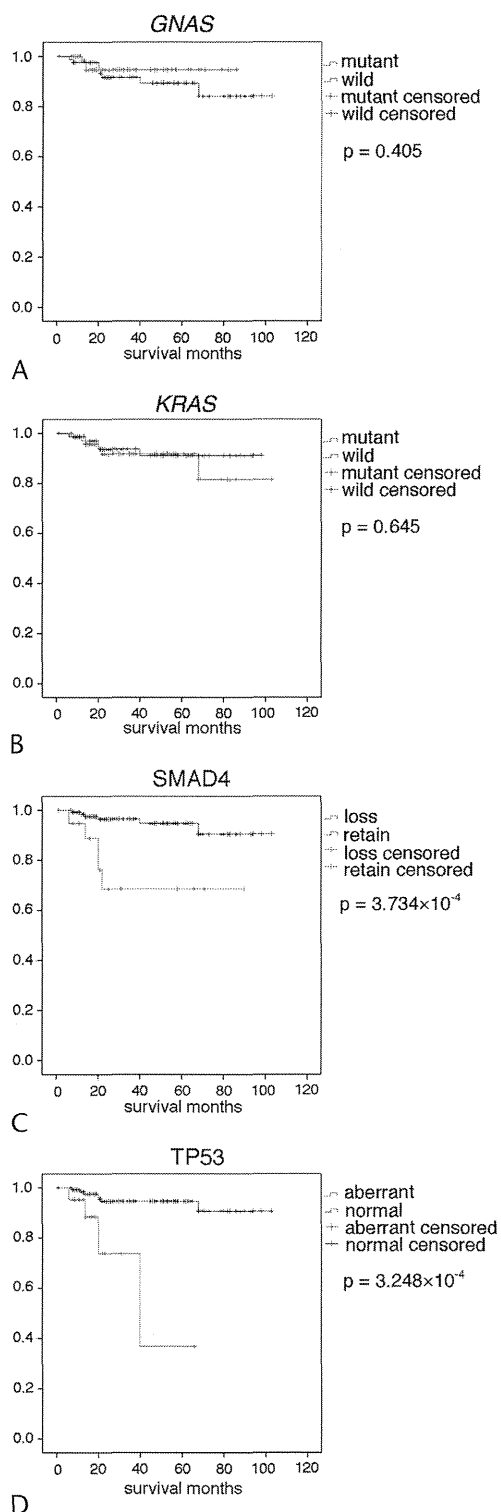 GNAS
1.0
0.8
0.6
0.4
0.2
0.0
0 20 40 60 80 100 120
survival months
mutant
wild
mutant censored
wild censored
p = 0.405
A
KRAS
1.0
0.8
0.6
0.4
0.2
0.0
0 20 40 60 80 100 120
survival months
mutant
wild
mutant censored
wild censored
p = 0.645
B
SMAD4
1.0
0.8
0.6
0.4
0.2
0.0
0 20 40 60 80 100 120
survival months
loss
retain
loss censored
retain censored
p = 3.734×10⁻⁴
C
TP53
1.0
0.8
0.6
0.4
0.2
0.0
0 20 40 60 80 100 120
survival months
aberrant
normal
aberrant censored
normal censored
p = 3.248×10⁻⁴
D